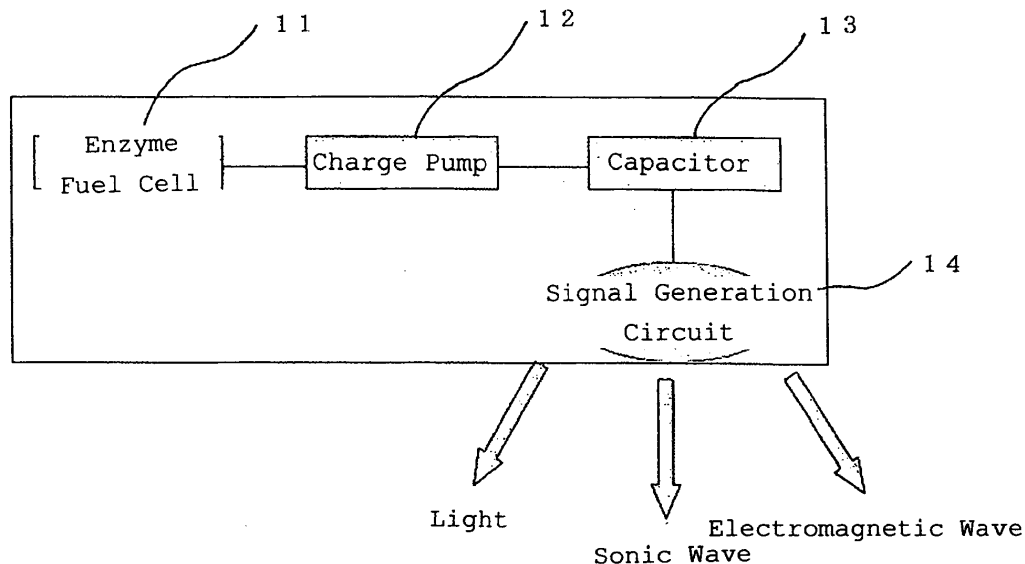 11
12
13
Enzyme
Fuel Cell
Charge Pump
Capacitor
14
Signal Generation
Circuit
Light
Sonic Wave
Electromagnetic Wave